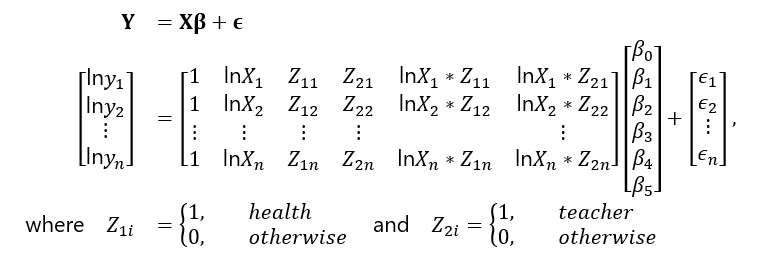 Y = Xβ + ϵ
[lny₁ lny₂ ⋮ lnyₙ] = [1 lnX₁ Z₁₁ Z₂₁ lnX₁ * Z₁₁ lnX₁ * Z₂₁
1 lnX₂ Z₁₂ Z₂₂ lnX₂ * Z₁₂ lnX₂ * Z₂₂
⋮ ⋮ ⋮ ⋮ ⋮
1 lnXₙ Z₁ₙ Z₂ₙ lnXₙ * Z₁ₙ lnXₙ * Z₂ₙ] [β₀ β₁ β₂ β₃ β₄ β₅] + [ϵ₁ ϵ₂ ⋮ ϵₙ],
where Z₁ᵢ = {1, health
0, otherwise and Z₂ᵢ = {1, teacher
0, otherwise